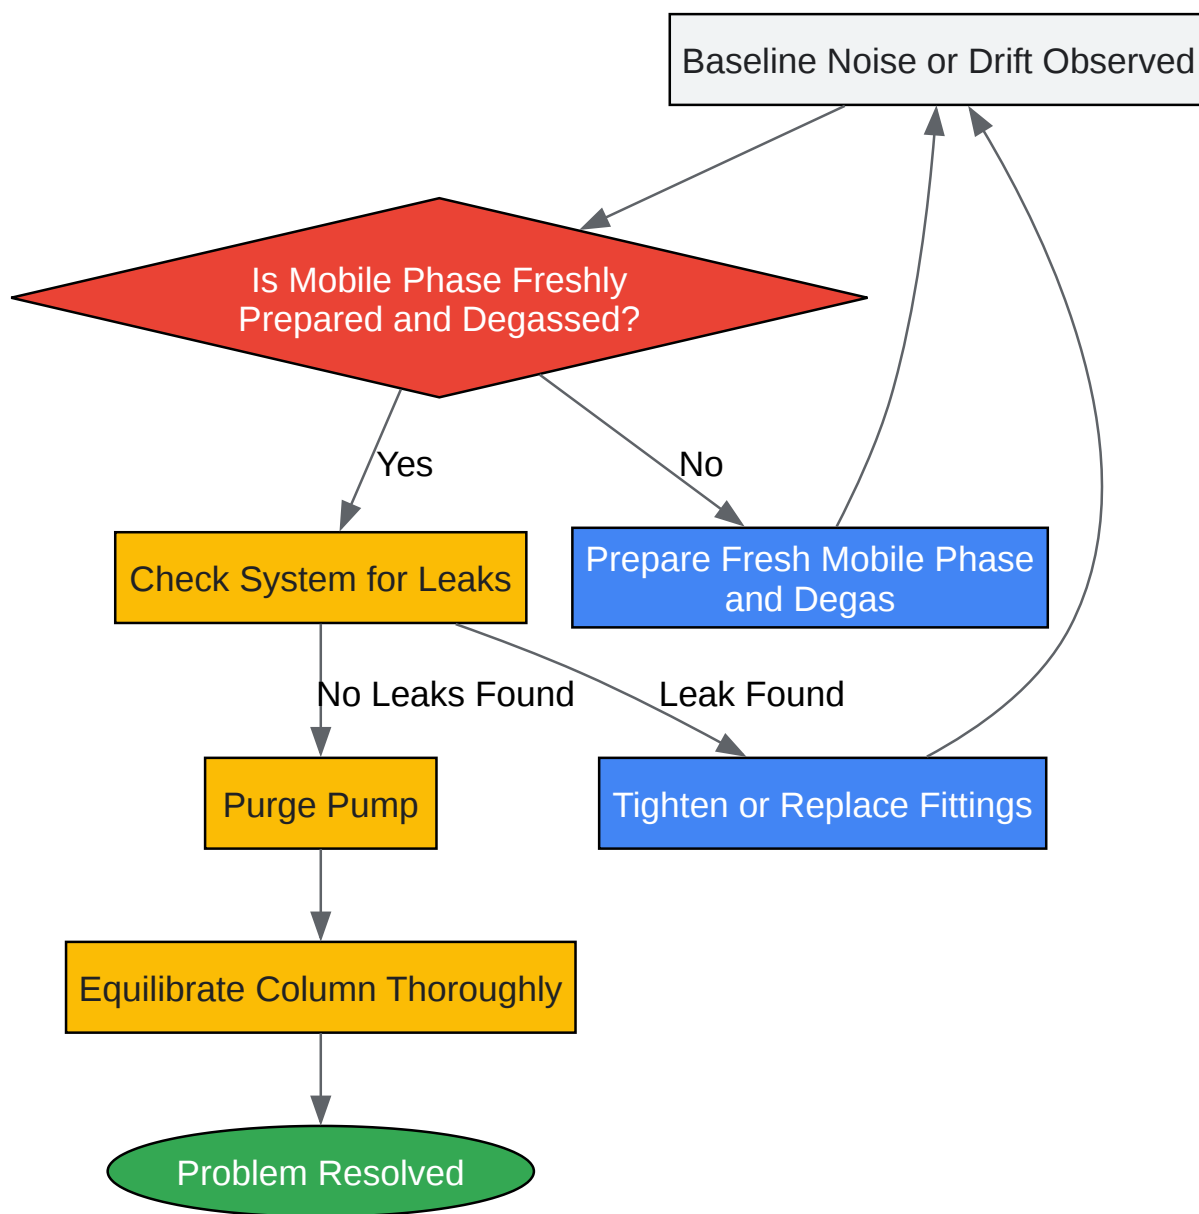 Baseline Noise or Drift Observed
Is Mobile Phase Freshly
Prepared and Degassed?
Yes
No
Check System for Leaks
Prepare Fresh Mobile Phase
and Degas
No Leaks Found
Leak Found
Purge Pump
Tighten or Replace Fittings
Equilibrate Column Thoroughly
Problem Resolved